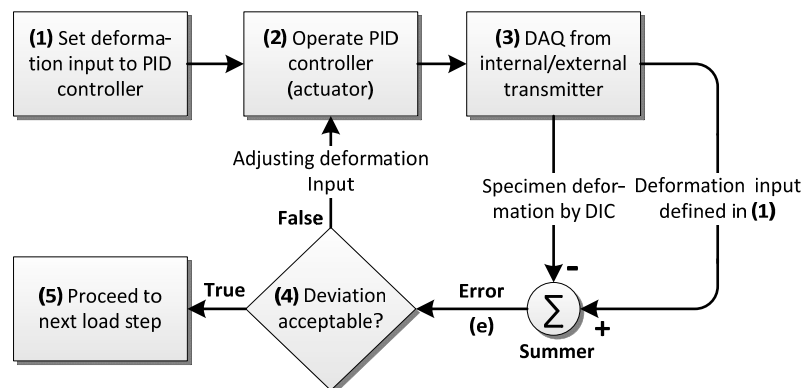 (1) Set deforma-
tion input to PID
controller
(2) Operate PID
controller
(actuator)
(3) DAQ from
internal/external
transmitter
Adjusting deformation
Input
Specimen defor-
mation by DIC
Deformation input
defined in (1)
False
(5) Proceed to
next load step
True
(4) Deviation
acceptable?
Error
(e)
-
∑
+
Summer